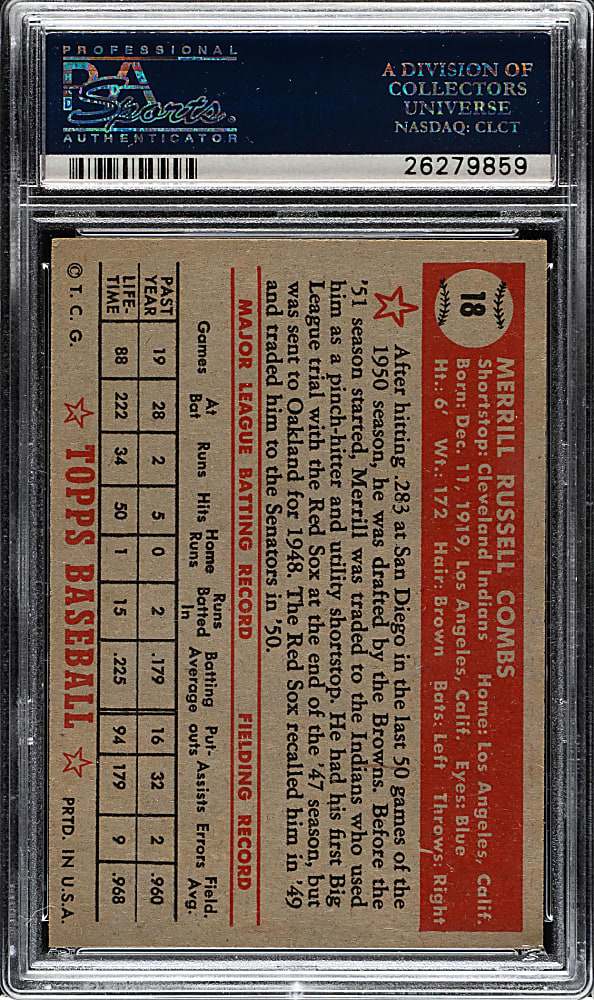 PROFESSIONAL
PSA
Sports
AUTHENTICATOR
A DIVISION OF
COLLECTORS
UNIVERSE
NASDAQ: CLCT
26279859
18
MERRILL RUSSELL COMBS
Shortstop: Cleveland Indians Home: Los Angeles, Calif.
Born: Dec. 11, 1919, Los Angeles, Calif. Eyes: Blue
Ht.: 6' Wt.: 172 Hair: Brown Bats: Left Throws: Right
After hitting .283 at San Diego in the last 50 games of the
1950 season, he was drafted by the Browns. Before the
'51 season started, Merrill was traded to the Indians who used
him as a pinch-hitter and utility shortstop. He had his first Big
League trial with the Red Sox at the end of the '47 season, but
was sent to Oakland for 1948. The Red Sox recalled him in '49
and traded him to the Senators in '50.
MAJOR LEAGUE BATTING RECORD FIELDING RECORD
Games At Bat Runs Hits Home Runs Runs Batted In Batting Average Put-outs Assists Errors Field. Avg.
PAST YEAR 19 28 2 5 0 2 .179 16 32 2 .960
LIFE-TIME 88 222 34 50 1 15 .225 94 179 9 .968
© T. C. G. TOPPS BASEBALL PRTD. IN U.S.A.